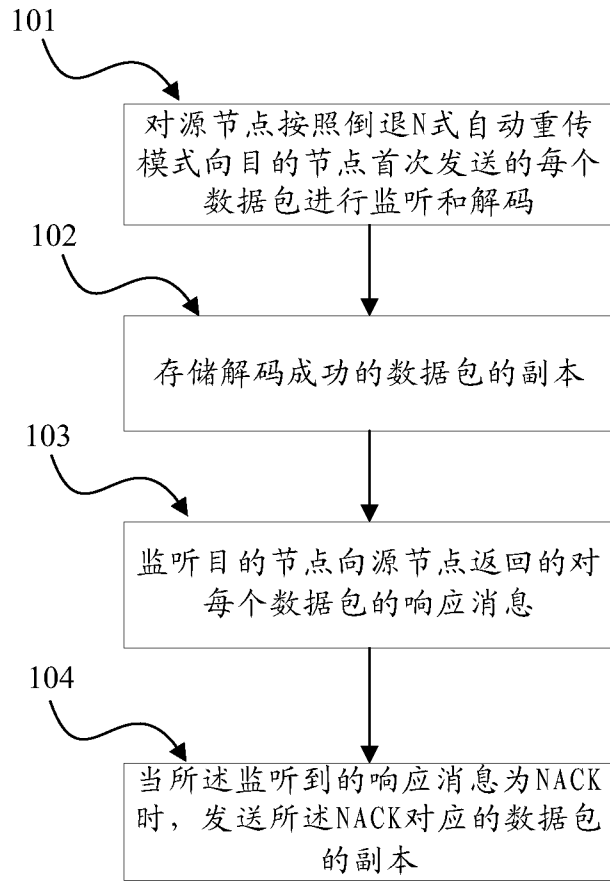 101
对源节点按照倒退N式自动重传
模式向目的节点首次发送的每个
数据包进行监听和解码
102
存储解码成功的数据包的副本
103
监听目的节点向源节点返回的对
每个数据包的响应消息
104
当所述监听到的响应消息为NACK
时，发送所述NACK对应的数据包
的副本